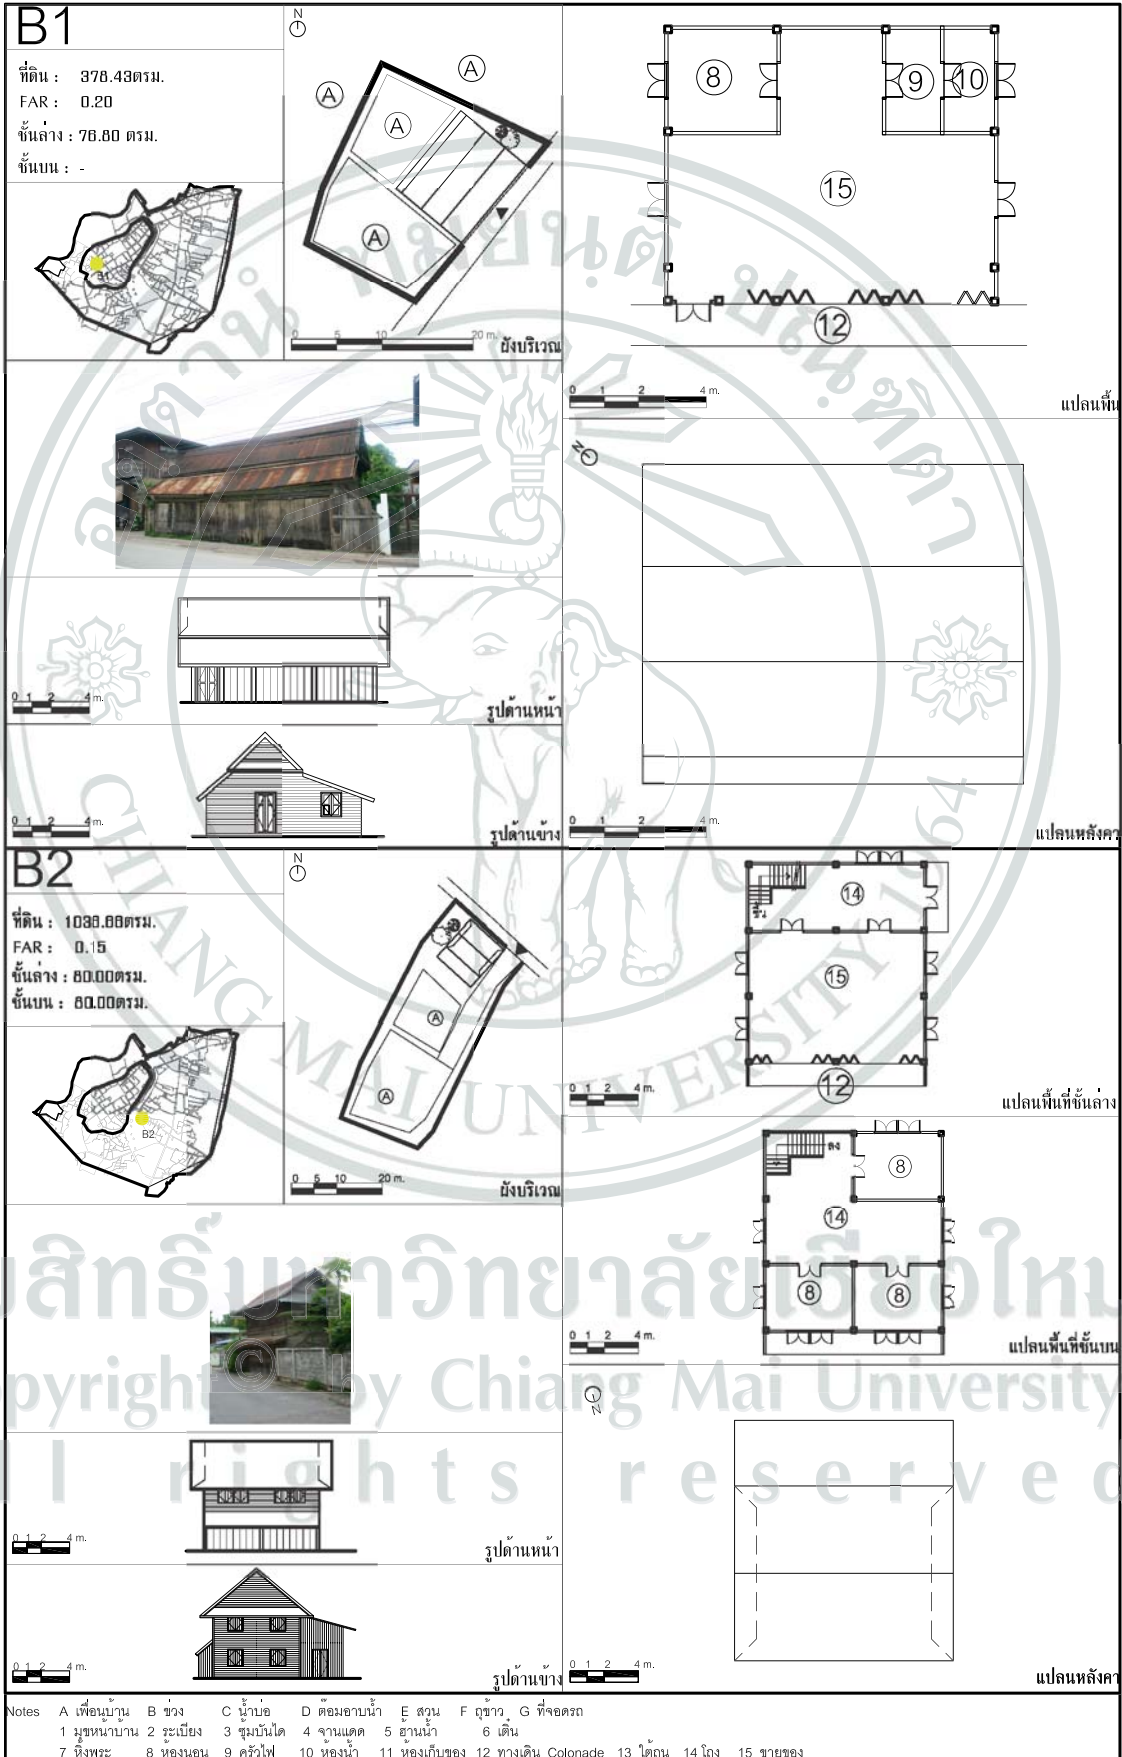 B1
ที่ดิน : 378.43ตรม.
FAR : 0.20
ชั้นล่าง : 76.80 ตรม.
ชั้นบน : -
B1
N
A
A
A
A
0 5 10 20 m.
ผังบริเวณ
8
9
10
15
12
0 1 2 4 m.
แปลนพื้น
0 1 2 4 m.
รูปด้านหน้า
0 1 2 4 m.
รูปด้านข้าง
N
0 1 2 4 m.
แปลนหลังคา
B2
ที่ดิน : 1038.88ตรม.
FAR : 0.15
ชั้นล่าง : 80.00ตรม.
ชั้นบน : 80.00ตรม.
B2
N
A
A
0 5 10 20 m.
ผังบริเวณ
14
ขึ้น
15
12
0 1 2 4 m.
แปลนพื้นที่ชั้นล่าง
ลง
8
14
8
8
0 1 2 4 m.
แปลนพื้นที่ชั้นบน
0 1 2 4 m.
รูปด้านหน้า
0 1 2 4 m.
รูปด้านข้าง
N
0 1 2 4 m.
แปลนหลังคา
Notes A เพื่อนบ้าน B ข่วง C น้ำบ่อ D ต๊อมอาบน้ำ E สวน F ถุข้าว G ที่จอดรถ
1 มุขหน้าบ้าน 2 ระเบียง 3 ซุ้มบันได 4 จานแดด 5 ฮ้านน้ำ 6 เติ๋น
7 หิ้งพระ 8 ห้องนอน 9 ครัวไฟ 10 ห้องน้ำ 11 ห้องเก็บของ 12 ทางเดิน Colonade 13 ใต้ถุน 14 โถง 15 ขายของ
CHIANG MAI UNIVERSITY 1964
pyright © by Chiang Mai University
l l rights reserved